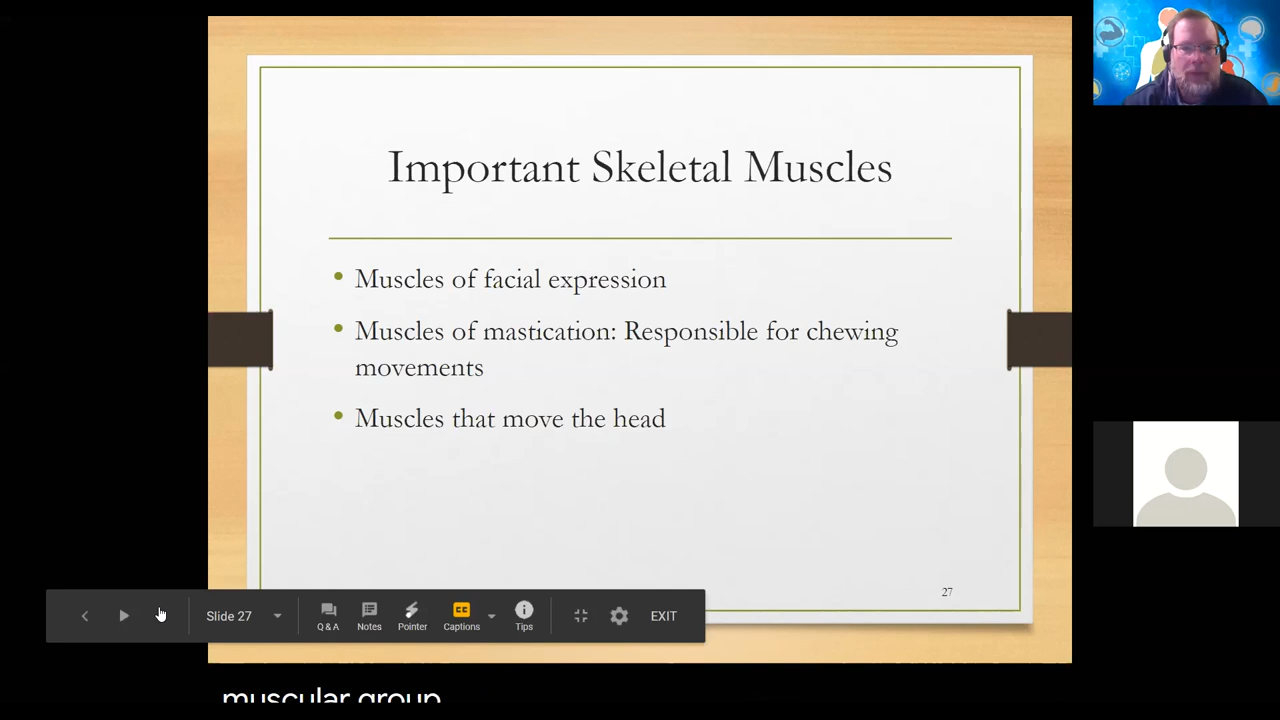 Important Skeletal Muscles
• Muscles of facial expression
• Muscles of mastication: Responsible for chewing
movements
• Muscles that move the head
27
Slide 27
Q & A
Notes
Pointer
CC
Captions
Tips
EXIT
muscular group